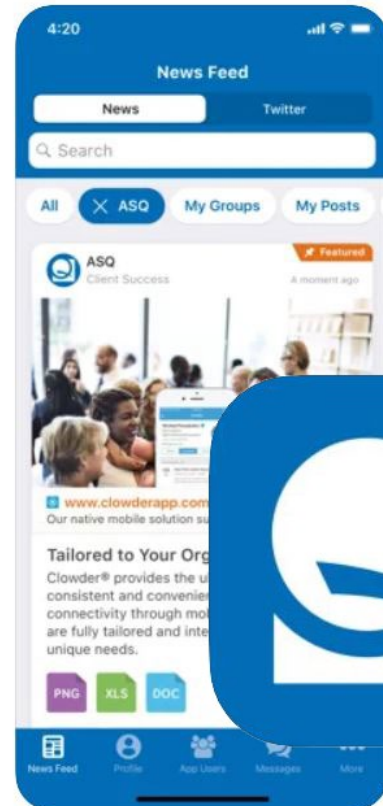 4:20
News Feed
News
Twitter
Search
All
ASQ
My Groups
My Posts
Featured
ASQ
Client Success
A moment ago
www.clowderapp.com
Our native mobile solution su
Tailored to Your Org
Clowder® provides the u
consistent and convenien
connectivity through mo
are fully tailored and inte
unique needs.
PNG
XLS
DOC
News Feed
Profile
App Users
Messages
More